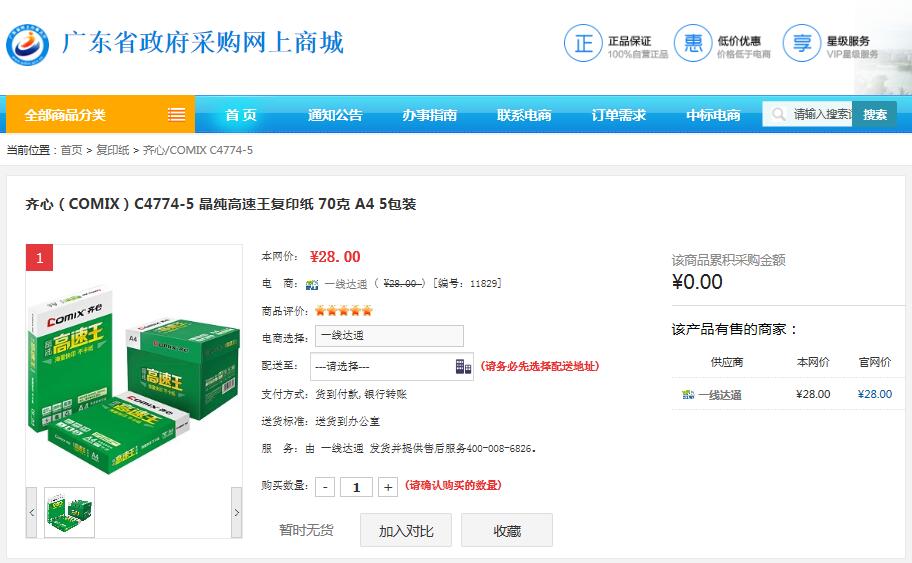 广东省政府采购网上商城
正 正品保证 100%自营正品
惠 低价优惠 价格低于电商
享 星级服务 VIP星级服务
全部商品分类 首页 通知公告 办事指南 联系电商 订单需求 中标电商 请输入搜索 搜索
当前位置：首页 > 复印纸 > 齐心/COMIX C4774-5
齐心（COMIX）C4774-5 晶纯高速王复印纸 70克 A4 5包装
1
COMIX 齐心
高速王
A4
本网价： ¥28.00
电 商： 一线达通（ ¥28.00 ）[编号：11829]
商品评价：
电商选择： 一线达通
配送至： ---请选择--- (请务必先选择配送地址)
支付方式：货到付款,银行转账
送货标准：送货到办公室
服 务：由 一线达通 发货并提供售后服务400-008-6826。
购买数量： - 1 + (请确认购买的数量)
暂时无货 加入对比 收藏
该商品累积采购金额
¥0.00
该产品有售的商家：
供应商 本网价 官网价
一线达通 ¥28.00 ¥28.00